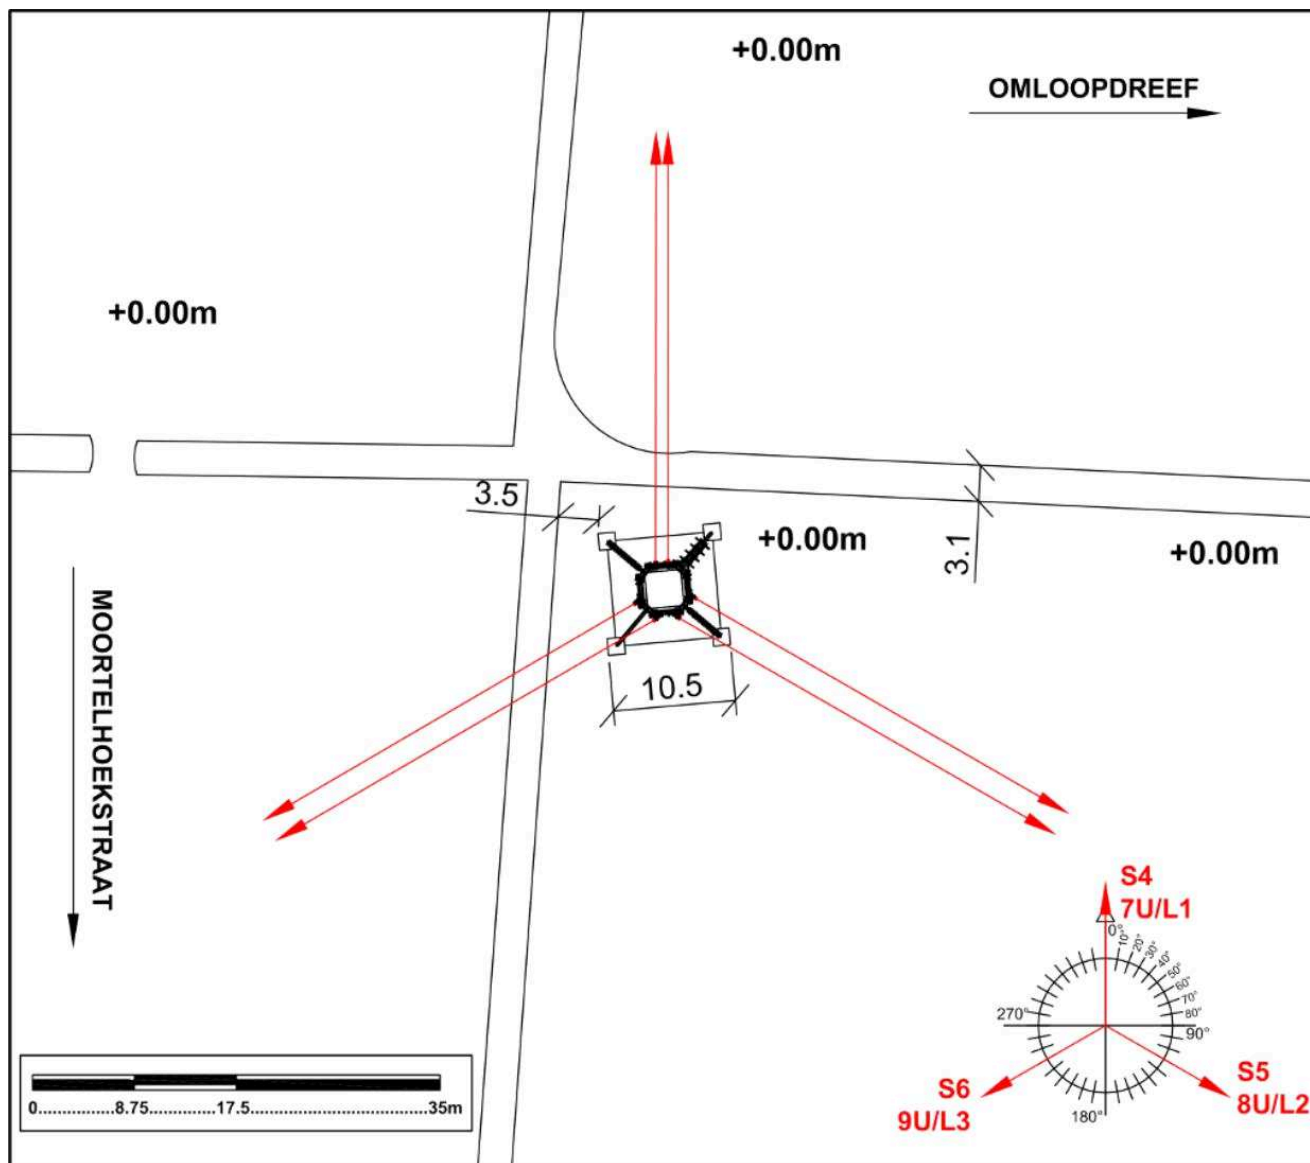 +0.00m
OMLOOPDREEF
+0.00m
3.5
+0.00m
3.1
+0.00m
MOORTELHOEKSTRAAT
10.5
S4
7U/L1
0°
10°
20°
30°
40°
50°
60°
70°
80°
270°
90°
S6
9U/L3
S5
8U/L2
180°
0..............8.75............17.5................................35m